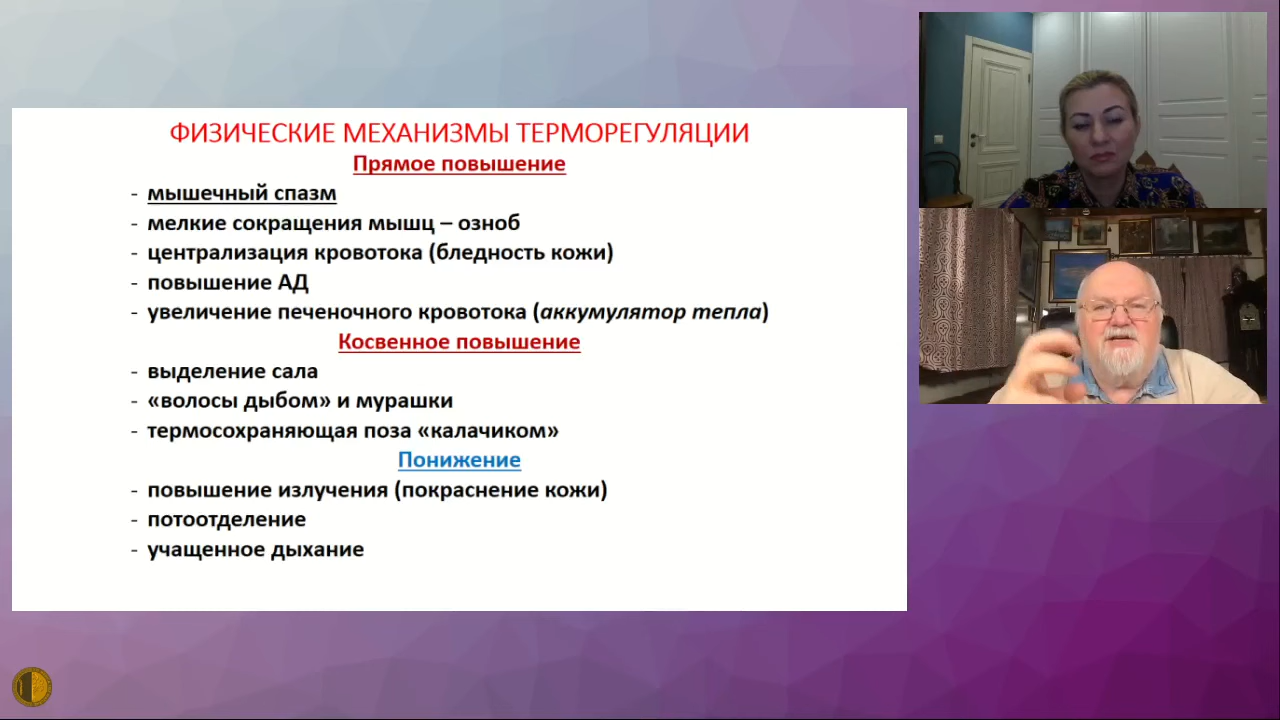 ФИЗИЧЕСКИЕ МЕХАНИЗМЫ ТЕРМОРЕГУЛЯЦИИ
Прямое повышение
- мышечный спазм
- мелкие сокращения мышц – озноб
- централизация кровотока (бледность кожи)
- повышение АД
- увеличение печеночного кровотока (аккумулятор тепла)
Косвенное повышение
- выделение сала
- «волосы дыбом» и мурашки
- термосохраняющая поза «калачиком»
Понижение
- повышение излучения (покраснение кожи)
- потоотделение
- учащенное дыхание